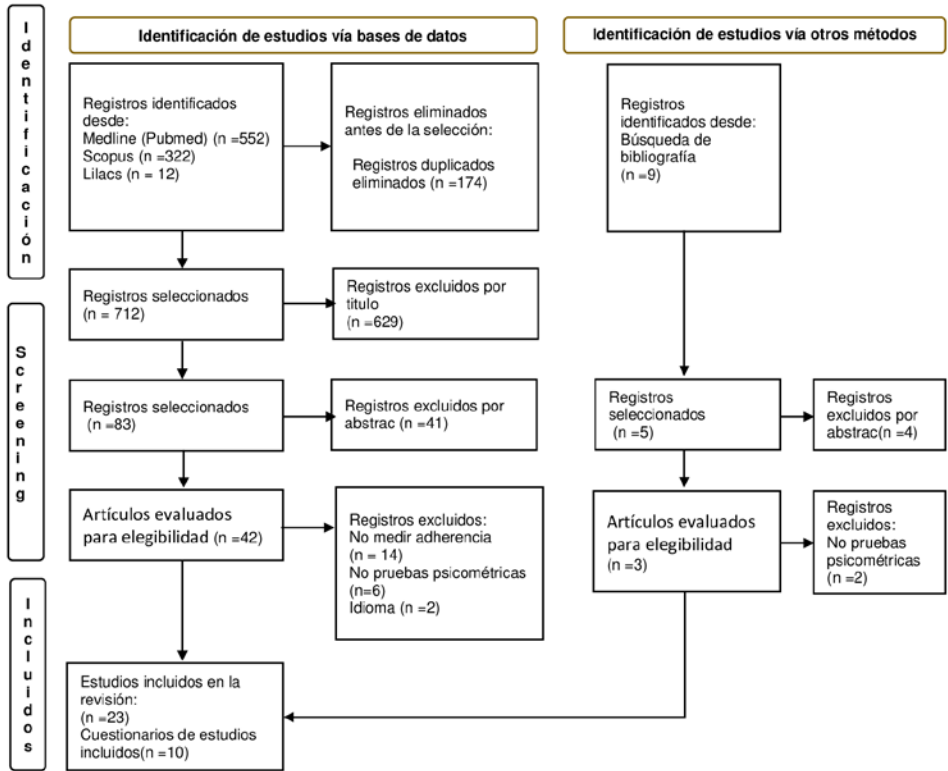 Identificación
Identificación de estudios vía bases de datos
Identificación de estudios vía otros métodos
Registros identificados
desde:
Medline (Pubmed) (n =552)
Scopus (n =322)
Lilacs (n = 12)
Registros eliminados
antes de la selección:
Registros duplicados
eliminados (n =174)
Registros
identificados desde:
Búsqueda de
bibliografía
(n =9)
Screening
Registros seleccionados
(n = 712)
Registros excluidos por
titulo
(n =629)
Registros seleccionados
(n =83)
Registros excluidos por
abstrac (n =41)
Registros
seleccionados
(n =5)
Registros
excluidos por
abstrac(n =4)
Artículos evaluados
para elegibilidad (n =42)
Registros excluidos:
No medir adherencia
(n = 14)
No pruebas psicométricas
(n=6)
Idioma (n =2)
Artículos evaluados
para elegibilidad
(n =3)
Registros
excluidos:
No pruebas
psicométricas
(n =2)
Incluidos
Estudios incluidos en la
revisión:
(n =23)
Cuestionarios de estudios
incluidos(n =10)